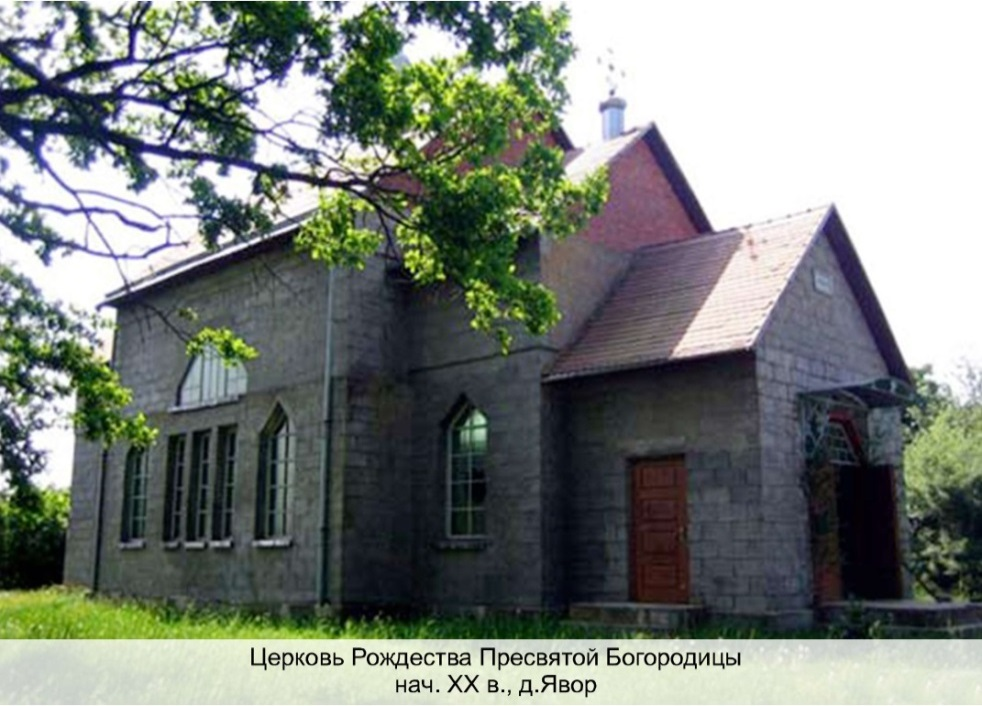 Церковь Рождества Пресвятой Богородицы
нач. XX в., д.Явор